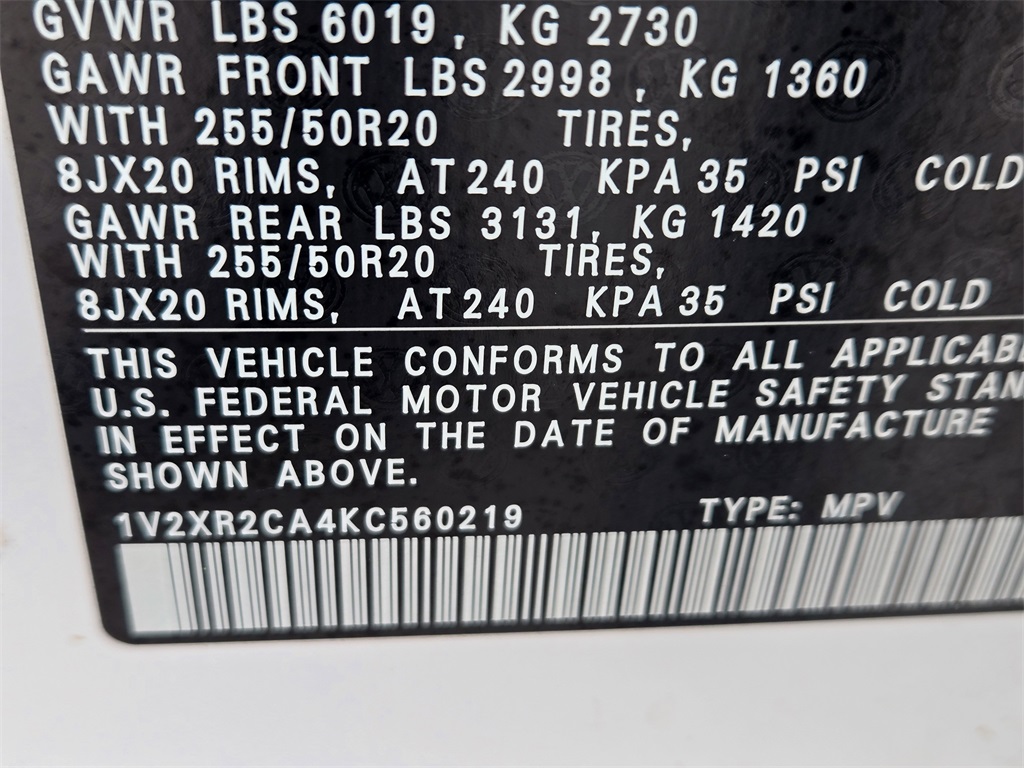 GVWR LBS 6019, KG 2730
GAWR FRONT LBS 2998, KG 1360
WITH 255/50R20 TIRES,
8JX20 RIMS, AT 240 KPA 35 PSI COLD
GAWR REAR LBS 3131, KG 1420
WITH 255/50R20 TIRES,
8JX20 RIMS, AT 240 KPA 35 PSI COLD
THIS VEHICLE CONFORMS TO ALL APPLICABL
U.S. FEDERAL MOTOR VEHICLE SAFETY STAN
IN EFFECT ON THE DATE OF MANUFACTURE
SHOWN ABOVE.
1V2XR2CA4KC560219 TYPE: MPV